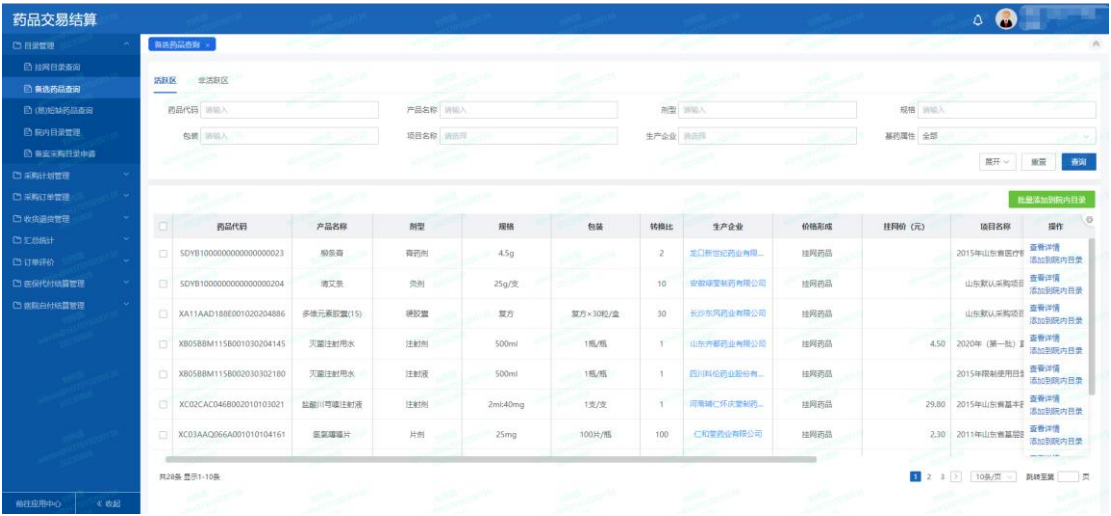 药品交易结算
目录管理
备选药品查询 ×
挂网目录查询
备选药品查询
院内目录管理
备案采购目录申请
采购计划管理
采购订单管理
收货退货管理
汇总统计
订单评价
医保代付结算管理
医院自付结算管理
前往应用中心 《 收起
活跃区 非活跃区
药品代码 请输入 产品名称 请输入 剂型 请输入 规格 请输入
包装 请输入 项目名称 请选择 生产企业 请选择 基药属性 全部
展开 重置 查询
批量添加到院内目录
药品代码 产品名称 剂型 规格 包装 转换比 生产企业 价格形成 挂网价（元） 项目名称 操作
SDYB10000000000000000023 膏药剂 4.5g 2 龙口新世纪药业有限... 挂网药品 2015年山东省医疗 查看详情
添加到院内目录
SDYB10000000000000000204 清艾条 灸剂 25g/支 10 挂网药品 山东默认采购项目 查看详情
添加到院内目录
XA11AAD188E001020204886 多维元素胶囊(15) 硬胶囊 复方 复方×30粒/盒 30 长沙东风药业有限公司 挂网药品 山东默认采购项目 查看详情
添加到院内目录
XB05BBM115B001030204145 灭菌注射用水 注射剂 500ml 1瓶/瓶 1 山东齐都药业有限公司 挂网药品 4.50 2020年（第一批） 查看详情
添加到院内目录
XB05BBM115B002030302180 灭菌注射用水 注射液 500ml 1瓶/瓶 1 四川科伦药业股份有... 挂网药品 2015年限制使用目 查看详情
添加到院内目录
XC02CAC046B002010103021 盐酸川芎嗪注射液 注射剂 2ml:40mg 1支/支 1 河南辅仁怀庆堂制药... 挂网药品 29.80 2015年山东省基本 查看详情
添加到院内目录
XC03AAQ066A001010104161 氢氯噻嗪片 片剂 25mg 100片/瓶 100 仁和堂药业有限公司 挂网药品 2.30 2011年山东省基层 查看详情
添加到院内目录
共28条 显示1-10条 1 2 3 > 10条/页 跳转至第 页